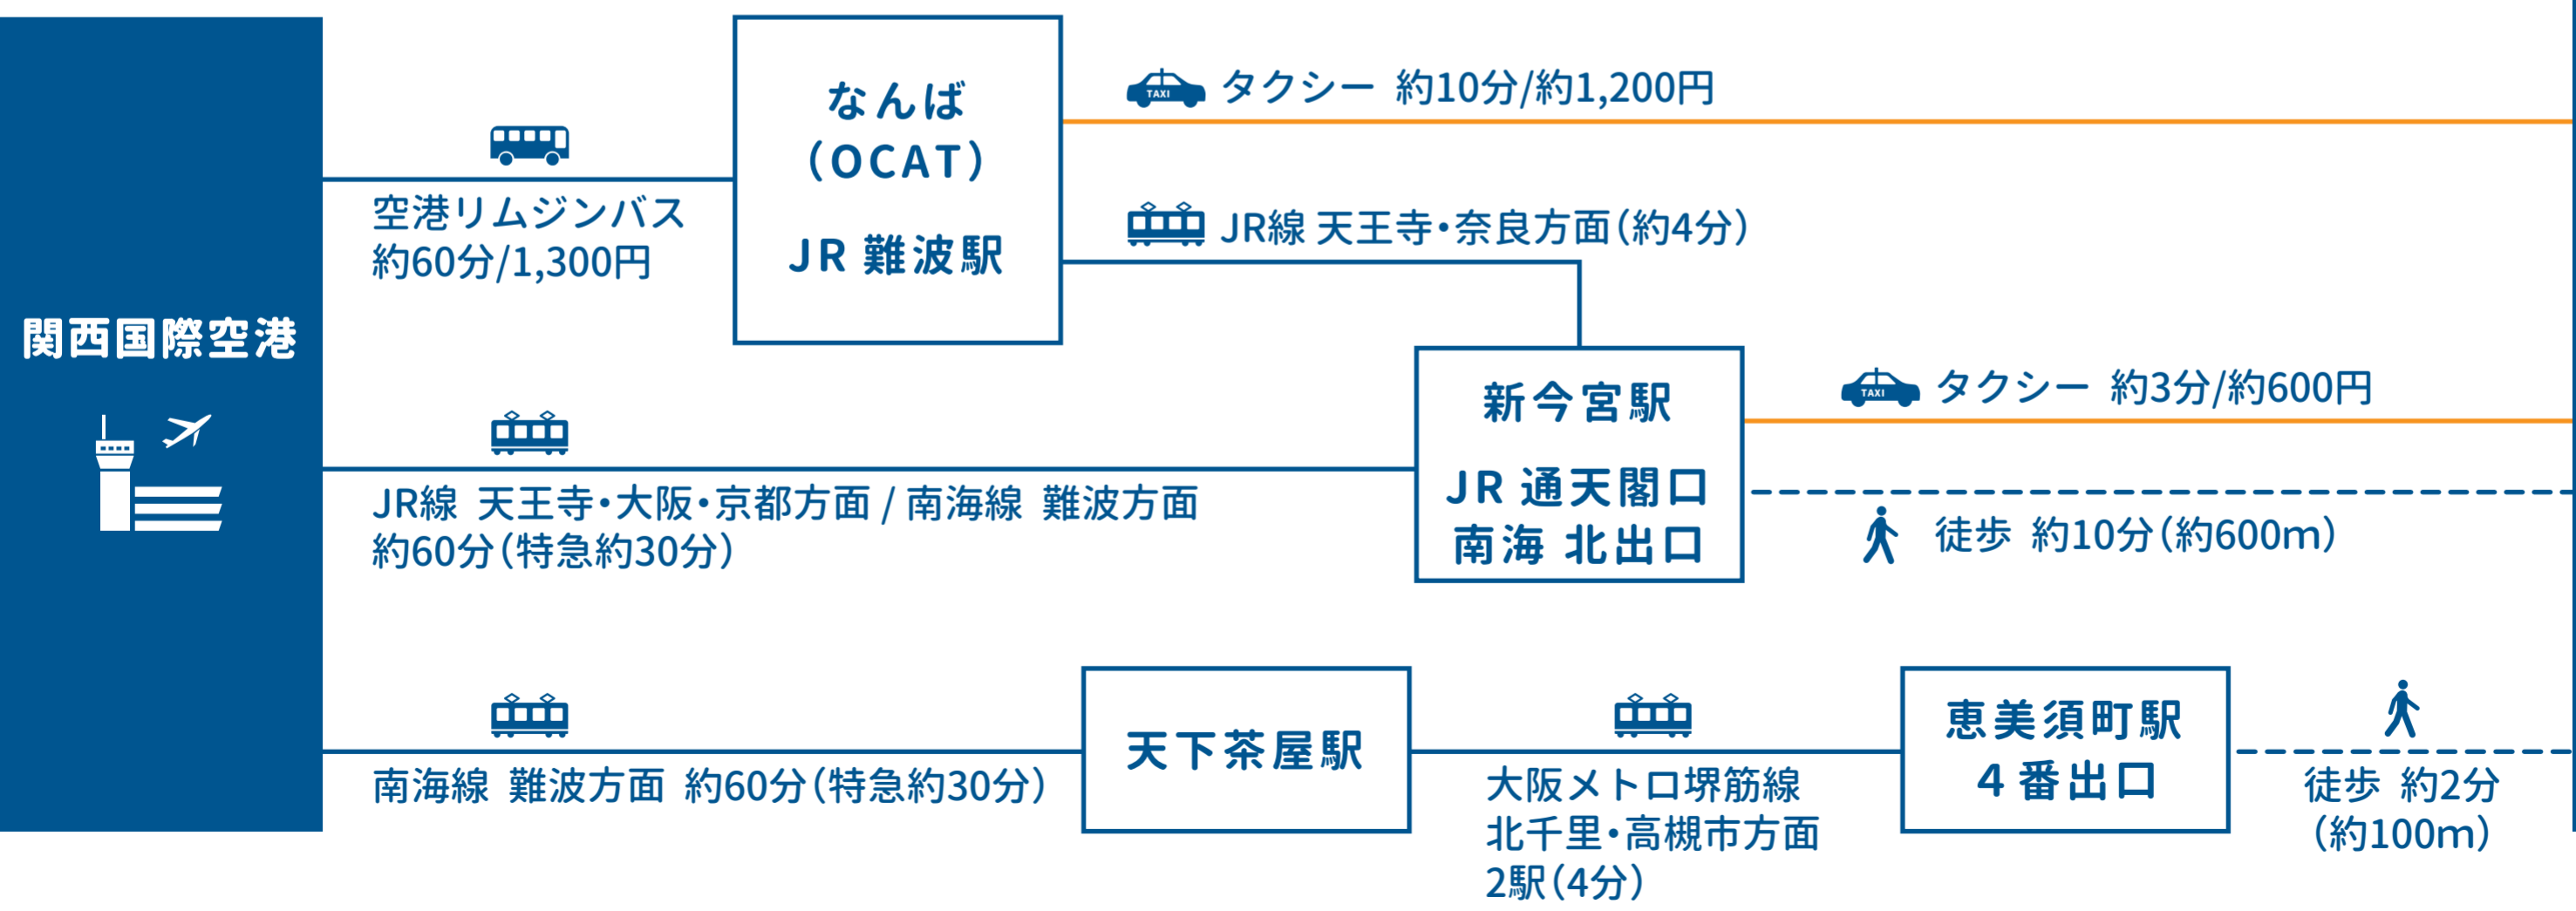 関西国際空港
空港リムジンバス
約60分/1,300円
なんば
（OCAT）
JR 難波駅
TAXI
タクシー 約10分/約1,200円
JR線 天王寺・奈良方面（約4分）
JR線 天王寺・大阪・京都方面 / 南海線 難波方面
約60分（特急約30分）
新今宮駅
JR 通天閣口
南海 北出口
TAXI
タクシー 約3分/約600円
徒歩 約10分（約600m）
南海線 難波方面 約60分（特急約30分）
天下茶屋駅
大阪メトロ堺筋線
北千里・高槻市方面
2駅（4分）
恵美須町駅
4 番出口
徒歩 約2分
（約100m）